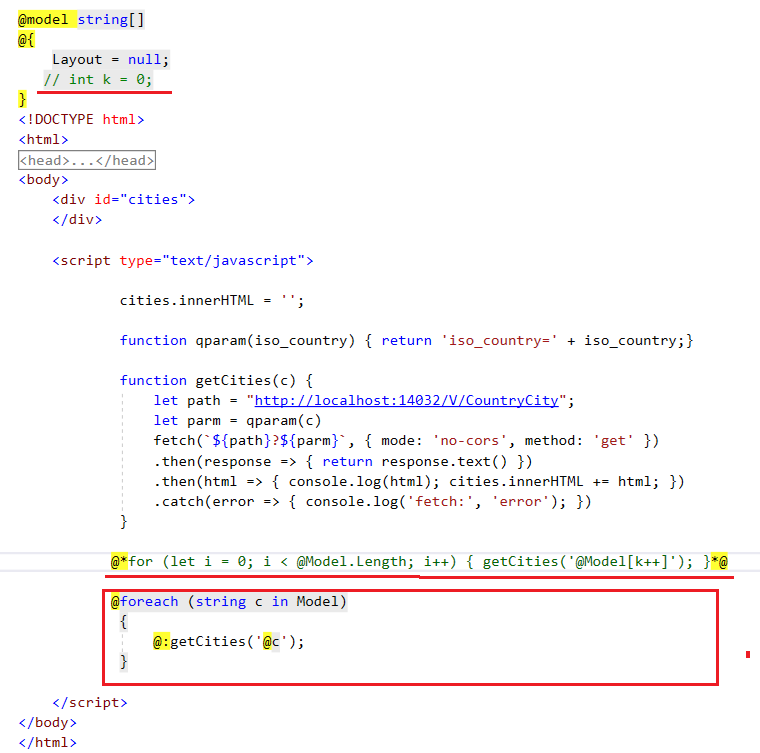 @model string[]
@{
Layout = null;
// int k = 0;
}
<!DOCTYPE html>
<html>
<head>...</head>
<body>
<div id="cities">
</div>
<script type="text/javascript">
cities.innerHTML = '';
function qparam(iso_country) { return 'iso_country=' + iso_country;}
function getCities(c) {
let path = "http://localhost:14032/V/CountryCity";
let parm = qparam(c)
fetch(`${path}?${parm}`, { mode: 'no-cors', method: 'get' })
.then(response => { return response.text() })
.then(html => { console.log(html); cities.innerHTML += html; })
.catch(error => { console.log('fetch:', 'error'); })
}
@*for (let i = 0; i < @Model.Length; i++) { getCities('@Model[k++]'); }*@
@foreach (string c in Model)
{
@:getCities('@c');
}
</script>
</body>
</html>